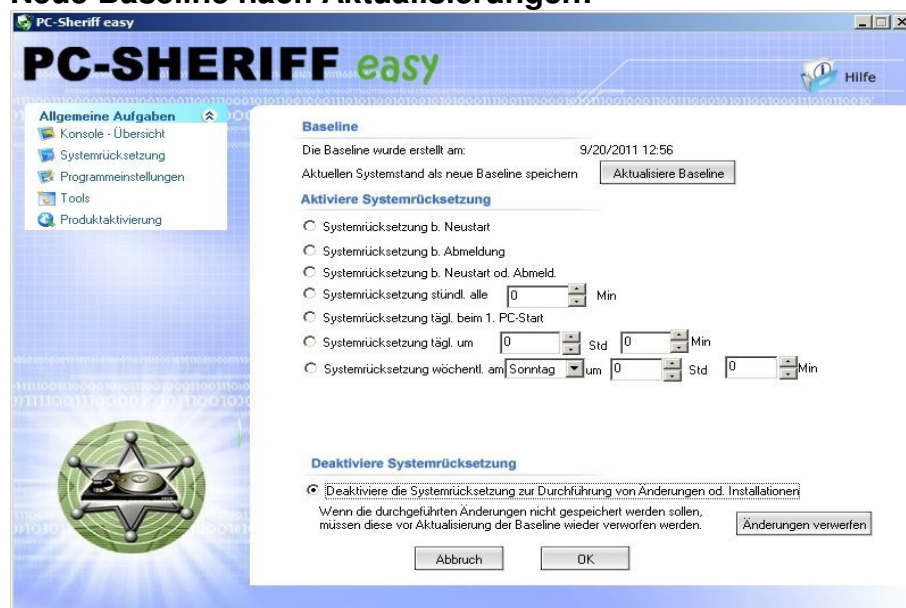 Neue Baseline nach Aktualisierungen:
PC-Sheriff easy
PC-SHERIFF easy
Hilfe
Allgemeine Aufgaben
Konsole - Übersicht
Systemrücksetzung
Programmeinstellungen
Tools
Produktaktivierung
Baseline
Die Baseline wurde erstellt am: 9/20/2011 12:56
Aktuellen Systemstand als neue Baseline speichern Aktualisiere Baseline
Aktiviere Systemrücksetzung
Systemrücksetzung b. Neustart
Systemrücksetzung b. Abmeldung
Systemrücksetzung b. Neustart od. Abmeld.
Systemrücksetzung stündl. alle 0 Min
Systemrücksetzung tägl. beim 1. PC-Start
Systemrücksetzung tägl. um 0 Std 0 Min
Systemrücksetzung wöchentl. am Sonntag um 0 Std 0 Min
Deaktiviere Systemrücksetzung
Deaktiviere die Systemrücksetzung zur Durchführung von Änderungen od. Installationen
Wenn die durchgeführten Änderungen nicht gespeichert werden sollen,
müssen diese vor Aktualisierung der Baseline wieder verworfen werden. Änderungen verwerfen
Abbruch OK